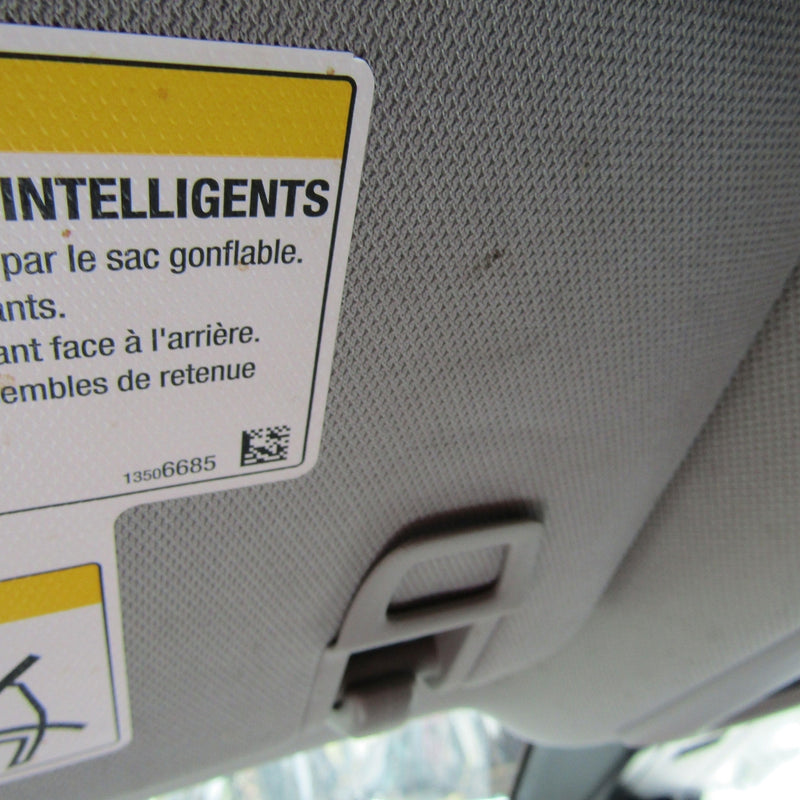 INTELLIGENTS
par le sac gonflable.
ants.
ant face à l'arrière.
embles de retenue
13506685